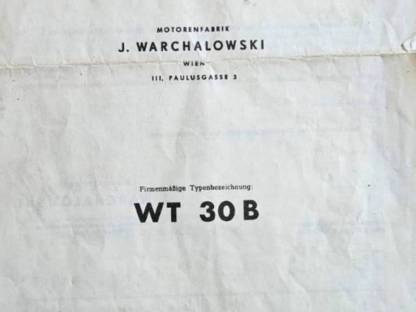 MOTORENFABRIK
J. WARCHALOWSKI
WIEN
III, PAULUSGASSE 3
Firmenmäßige Typenbezeichnung:
WT 30 B